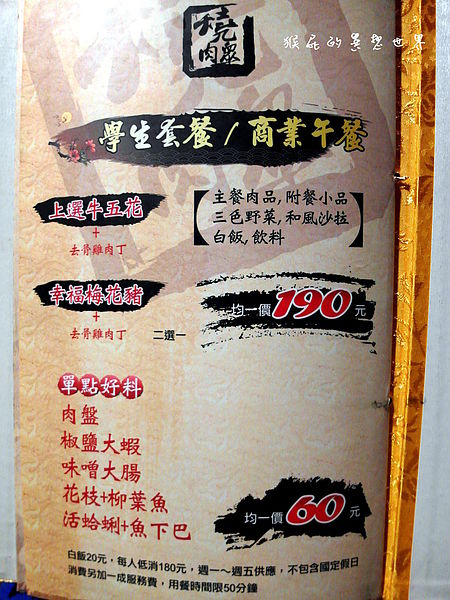 燒肉眾
猴屁的異想世界
學生套餐/商業午餐
上選牛五花
+
去骨雞肉丁
主餐肉品,附餐小品
三色野菜,和風沙拉
白飯,飲料
幸福梅花豬
+
去骨雞肉丁
二選一
均一價190元
單點好料
肉盤
椒鹽大蝦
味噌大腸
花枝+柳葉魚
活蛤蜊+魚下巴
均一價60元
白飯20元,每人低消180元,週一～週五供應,不包含國定假日
消費另加一成服務費,用餐時間限50分鐘